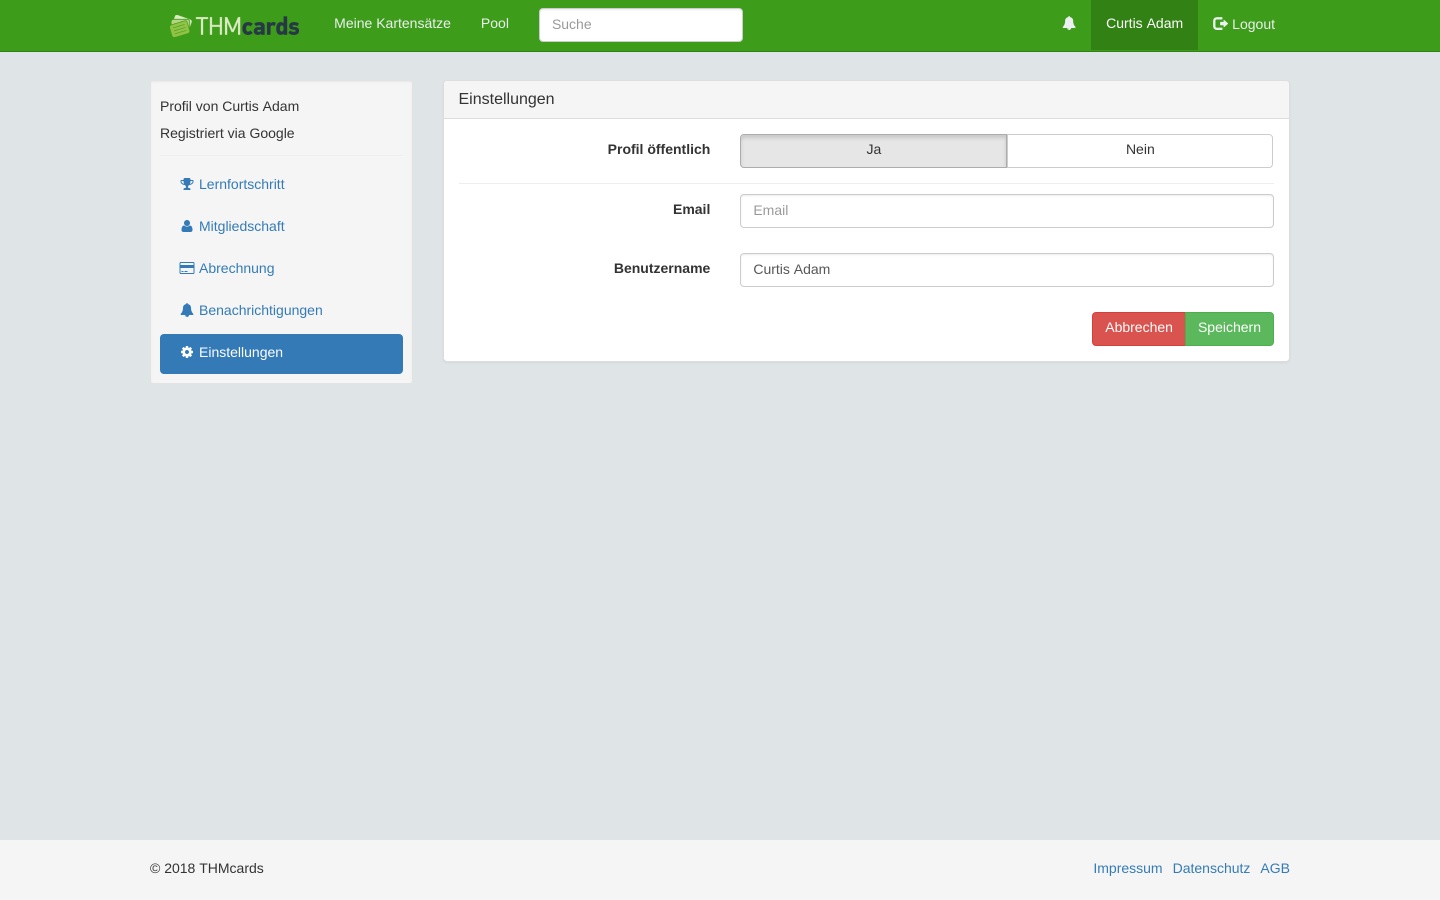 THMcards Meine Kartensätze Pool Suche Curtis Adam Logout
Profil von Curtis Adam
Registriert via Google
Lernfortschritt
Mitgliedschaft
Abrechnung
Benachrichtigungen
Einstellungen
Einstellungen
Profil öffentlich Ja Nein
Email Email
Benutzername Curtis Adam
Abbrechen Speichern
© 2018 THMcards Impressum Datenschutz AGB